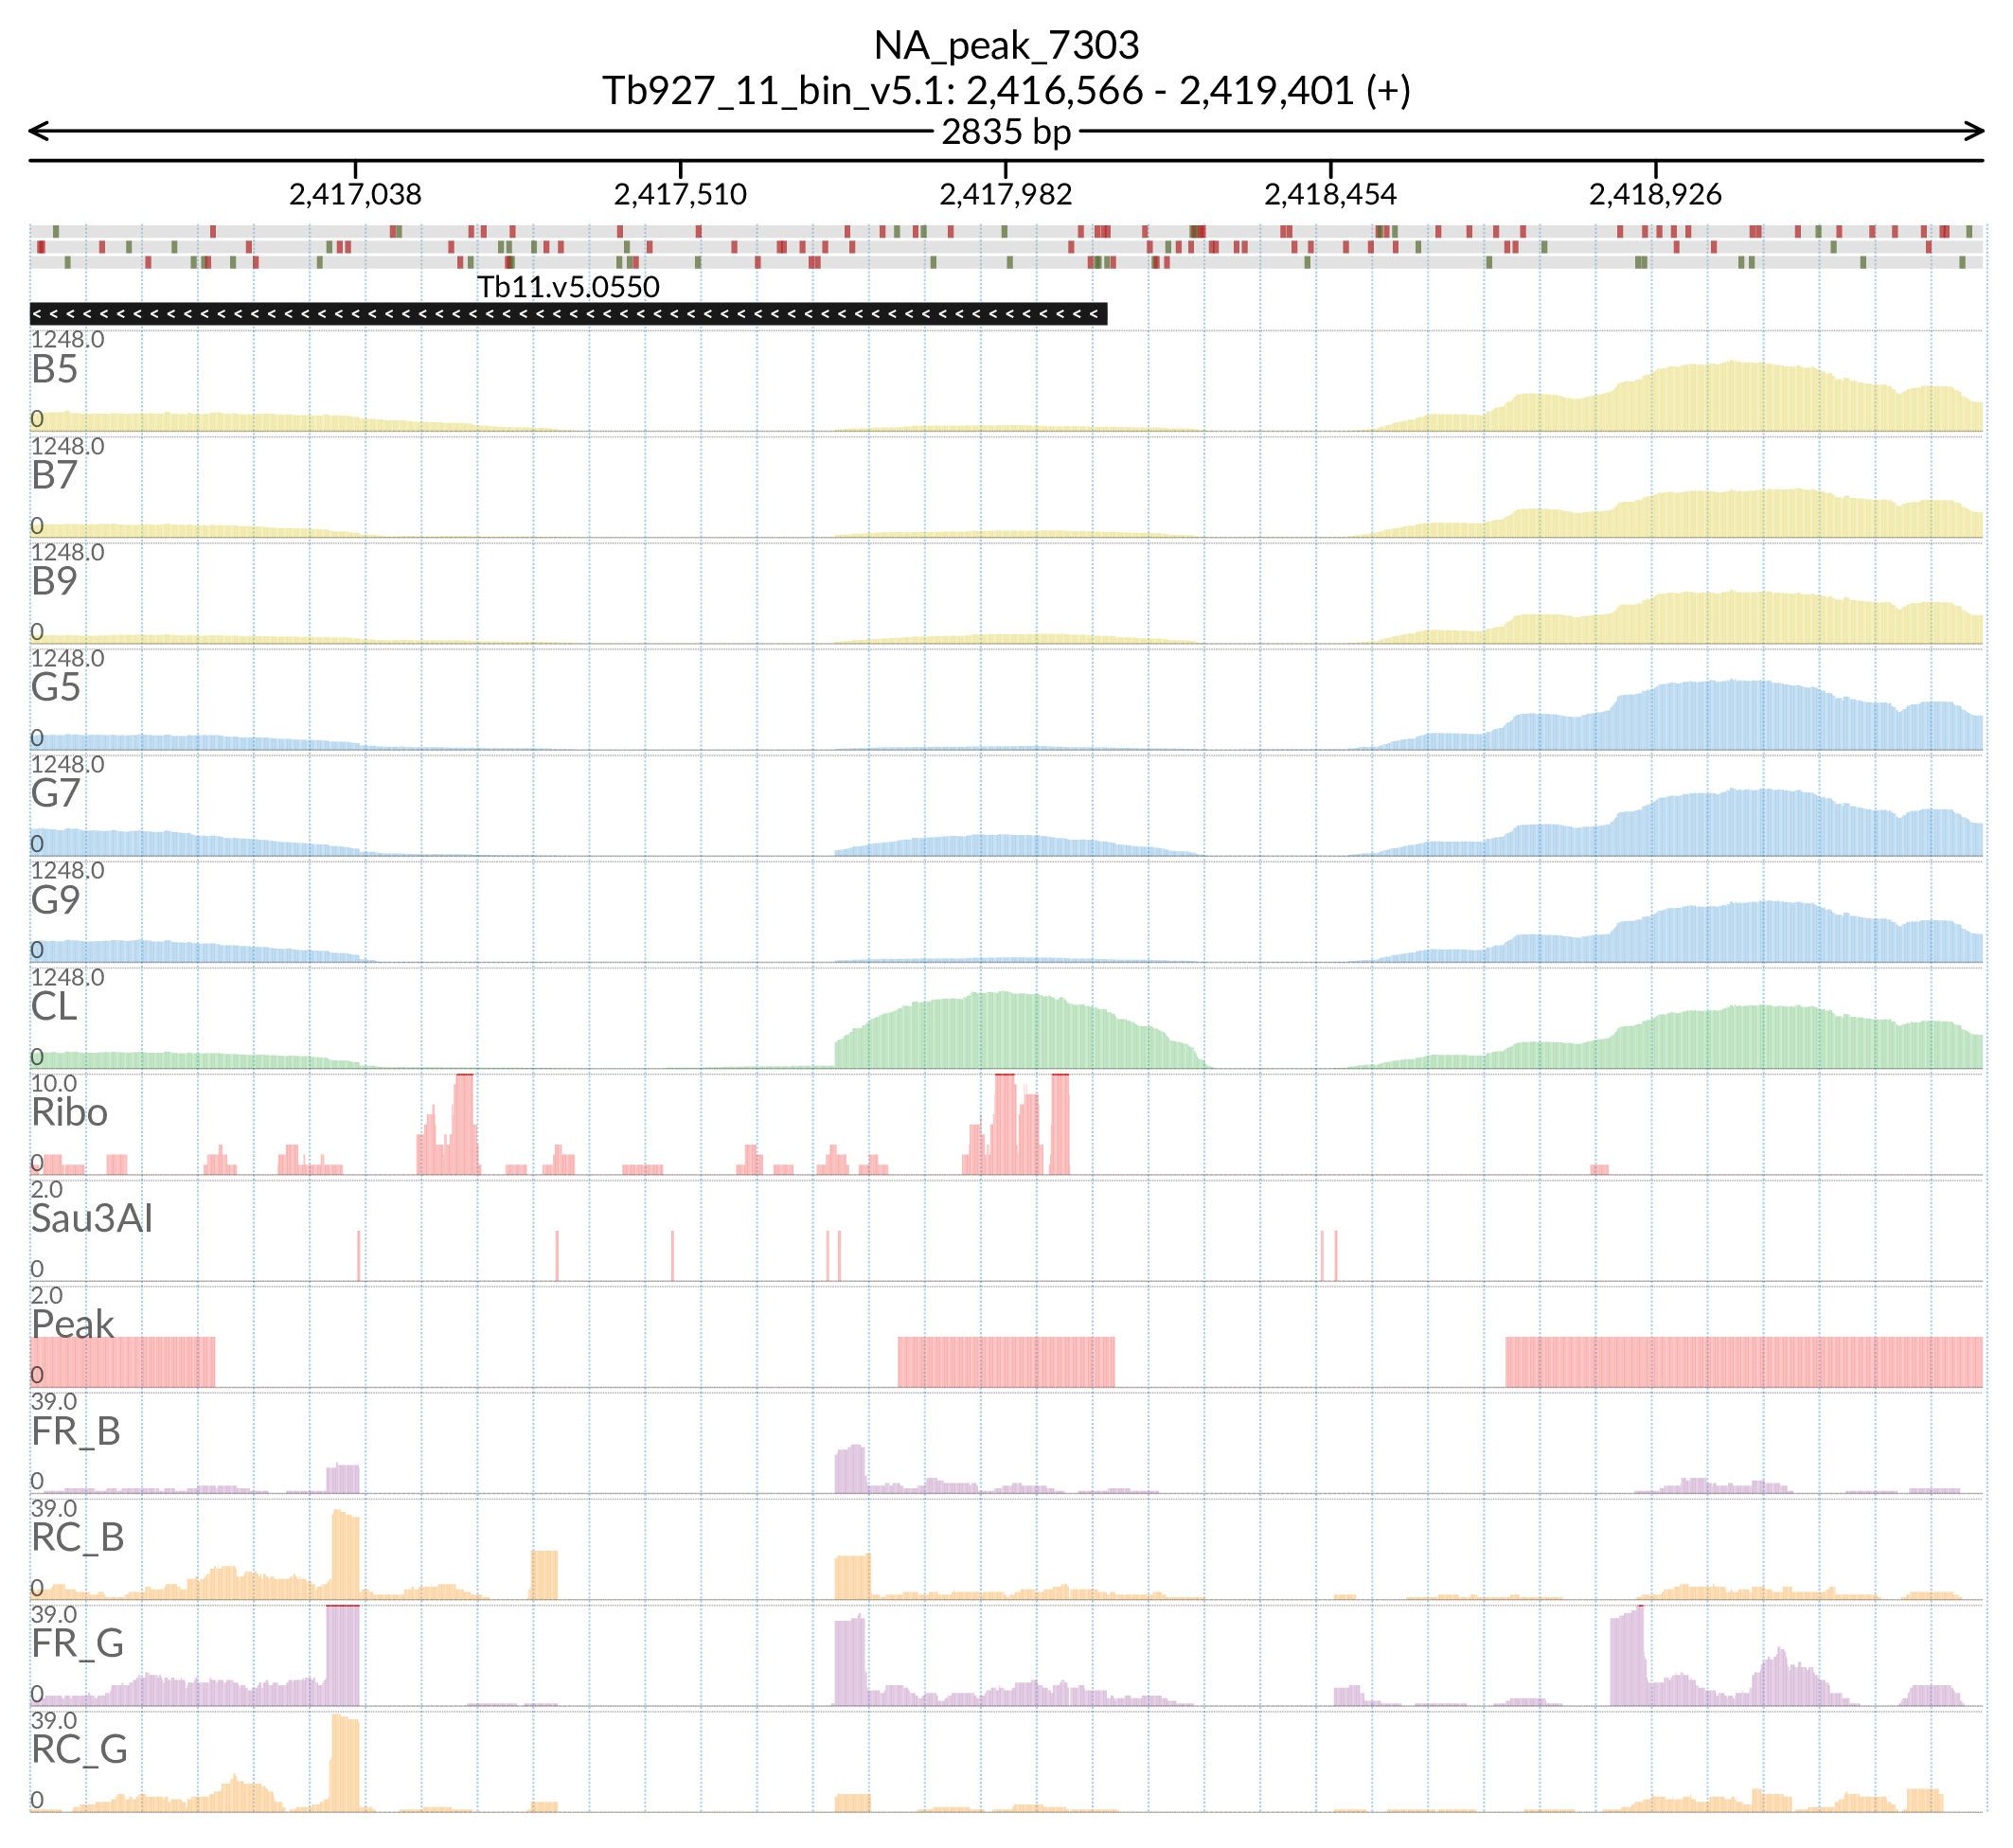 NA_peak_7303
Tb927_11_bin_v5.1: 2,416,566 - 2,419,401 (+)
2835 bp
2,417,038 2,417,510 2,417,982 2,418,454 2,418,926
Tb11.v5.0550
1248.0
B5
0
1248.0
B7
0
1248.0
B9
0
1248.0
G5
0
1248.0
G7
0
1248.0
G9
0
1248.0
CL
0
10.0
Ribo
0
2.0
Sau3AI
0
2.0
Peak
0
39.0
FR_B
0
39.0
RC_B
0
39.0
FR_G
0
39.0
RC_G
0